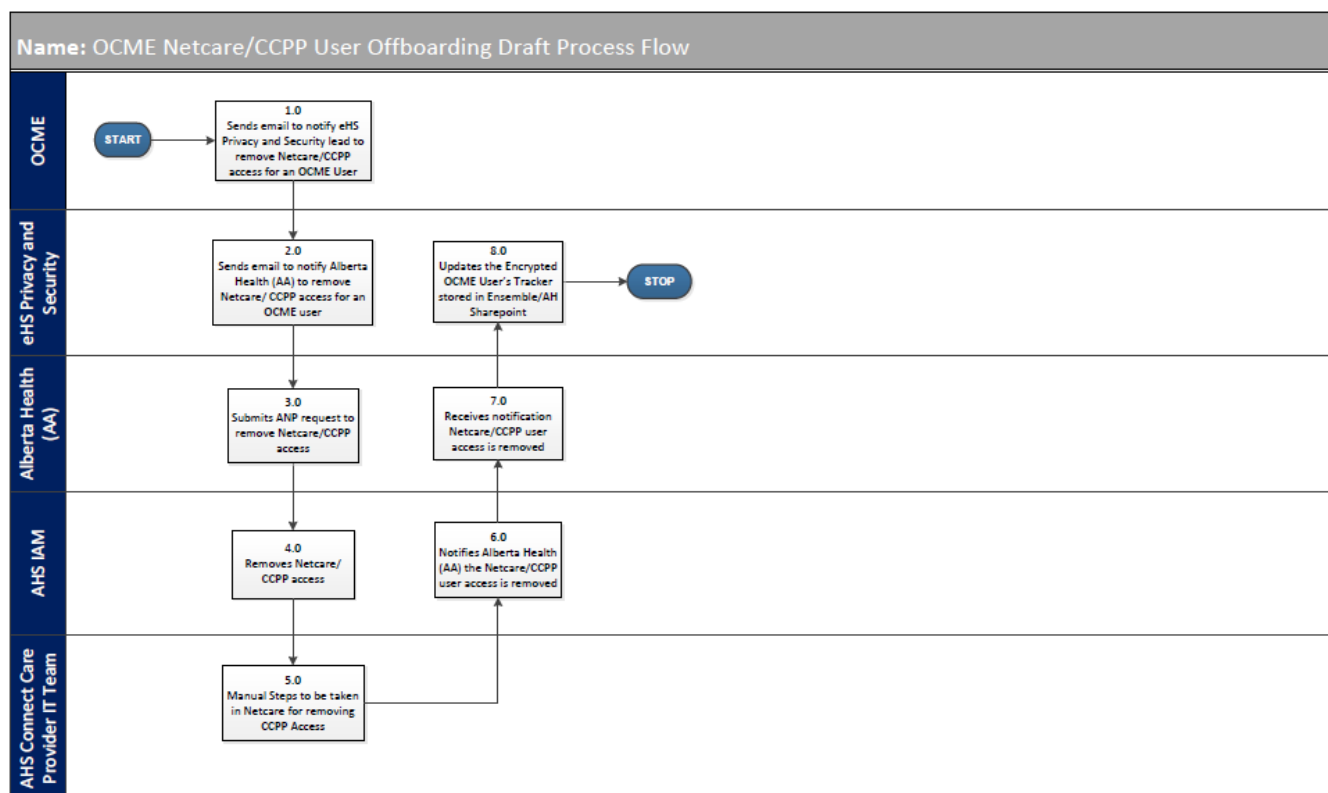 Name: OCME Netcare/CCPP User Offboarding Draft Process Flow
OCME
START
1.0
Sends email to notify eHS
Privacy and Security lead to
remove Netcare/CCPP
access for an OCME User
eHS Privacy and
Security
2.0
Sends email to notify Alberta
Health (AA) to remove
Netcare/ CCPP access for an
OCME user
8.0
Updates the Encrypted
OCME User's Tracker
stored in Ensemble/AH
Sharepoint
STOP
Alberta Health
(AA)
3.0
Submits ANP request to
remove Netcare/CCPP
access
7.0
Receives notification
Netcare/CCPP user
access is removed
AHS IAM
4.0
Removes Netcare/
CCPP access
6.0
Notifies Alberta Health
(AA) the Netcare/CCPP
user access is removed
AHS Connect Care
Provider IT Team
5.0
Manual Steps to be taken
in Netcare for removing
CCPP Access